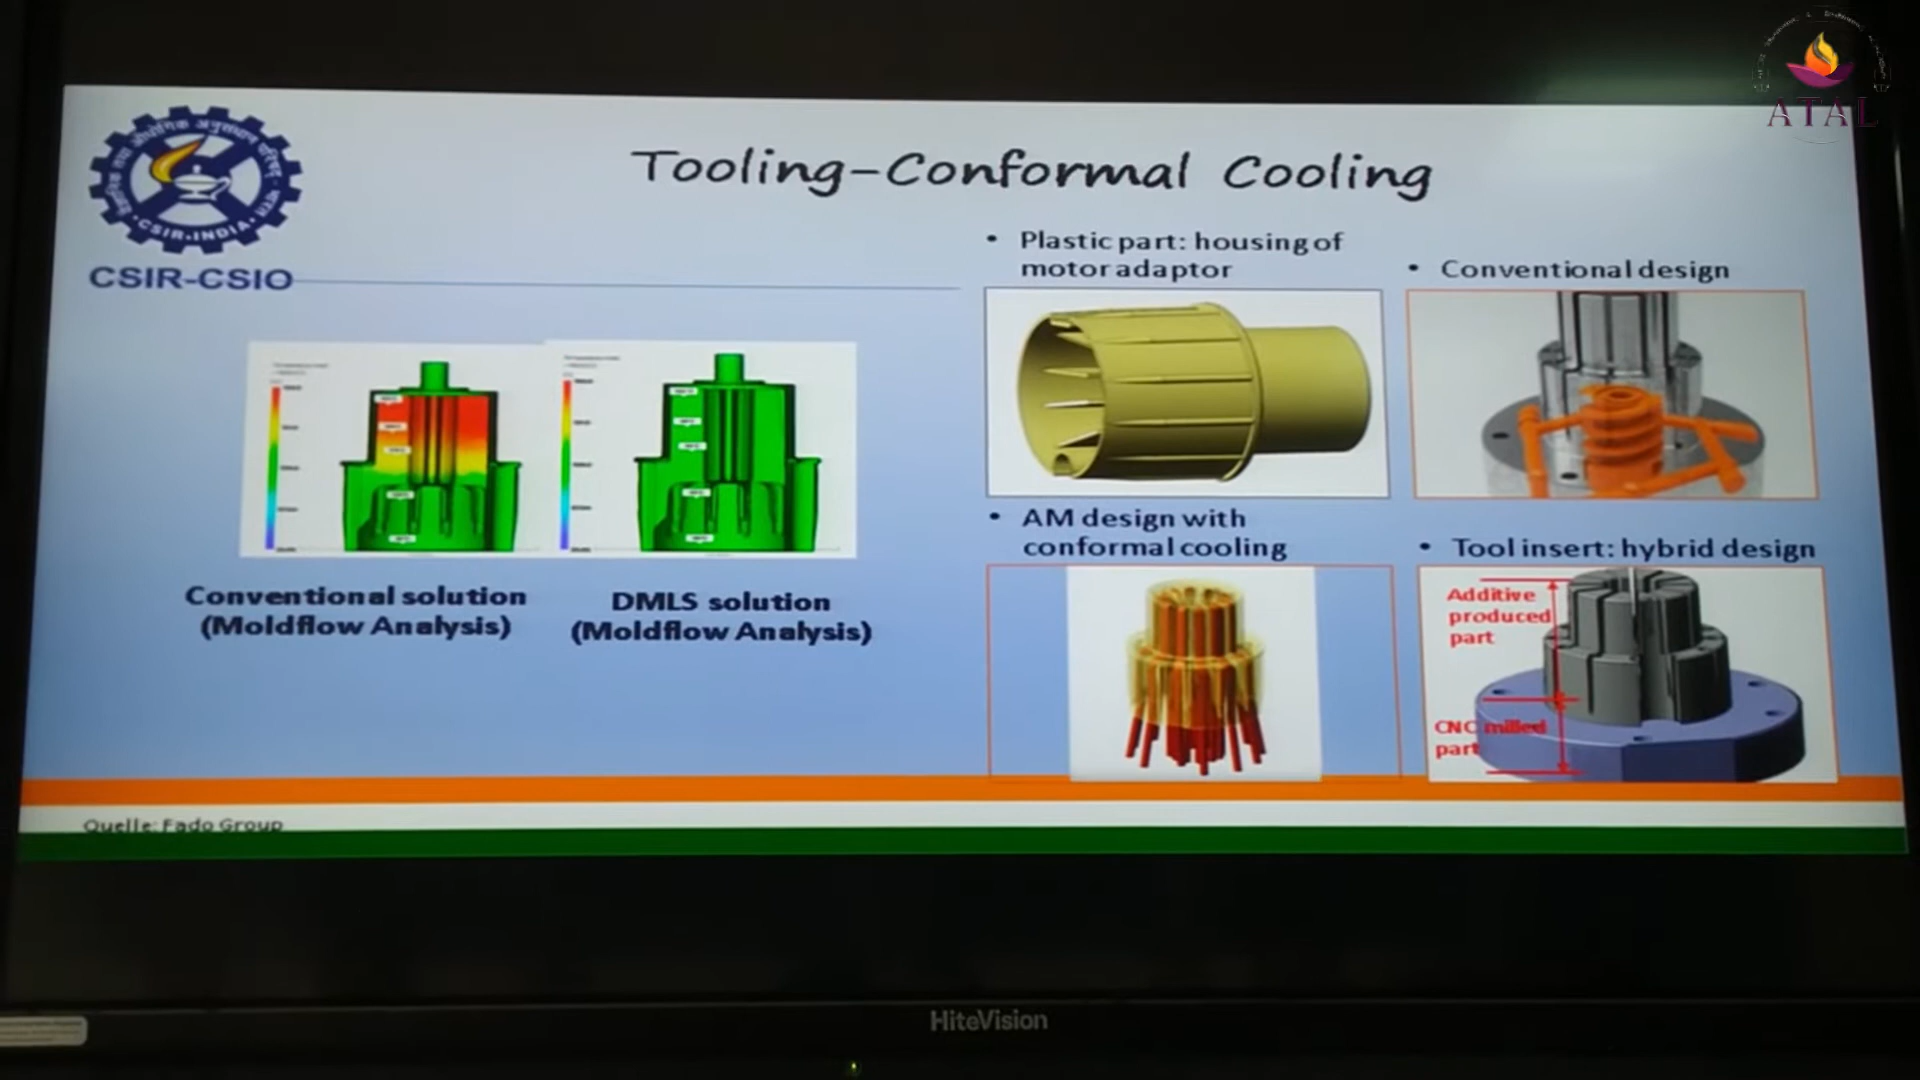 ATAL
Tooling-Conformal Cooling
CSIR-INDIA
CSIR-CSIO
• Plastic part: housing of
motor adaptor
• Conventional design
• AM design with
conformal cooling
• Tool insert: hybrid design
Additive
produced
part
CNC milled
part
Conventional solution
(Moldflow Analysis)
DMLS solution
(Moldflow Analysis)
Quelle: Fado Group
HiteVision